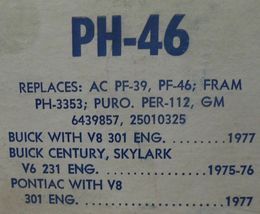 PH-46
REPLACES: AC PF-39, PF-46; FRAM
PH-3353; PURO. PER-112, GM
6439857, 25010325
BUICK WITH V8 301 ENG. . . . . . . . 1977
BUICK CENTURY, SKYLARK
V6 231 ENG. . . . . . . . . . . . . . 1975-76
PONTIAC WITH V8
301 ENG. . . . . . . . . . . . . . . . . . 1977